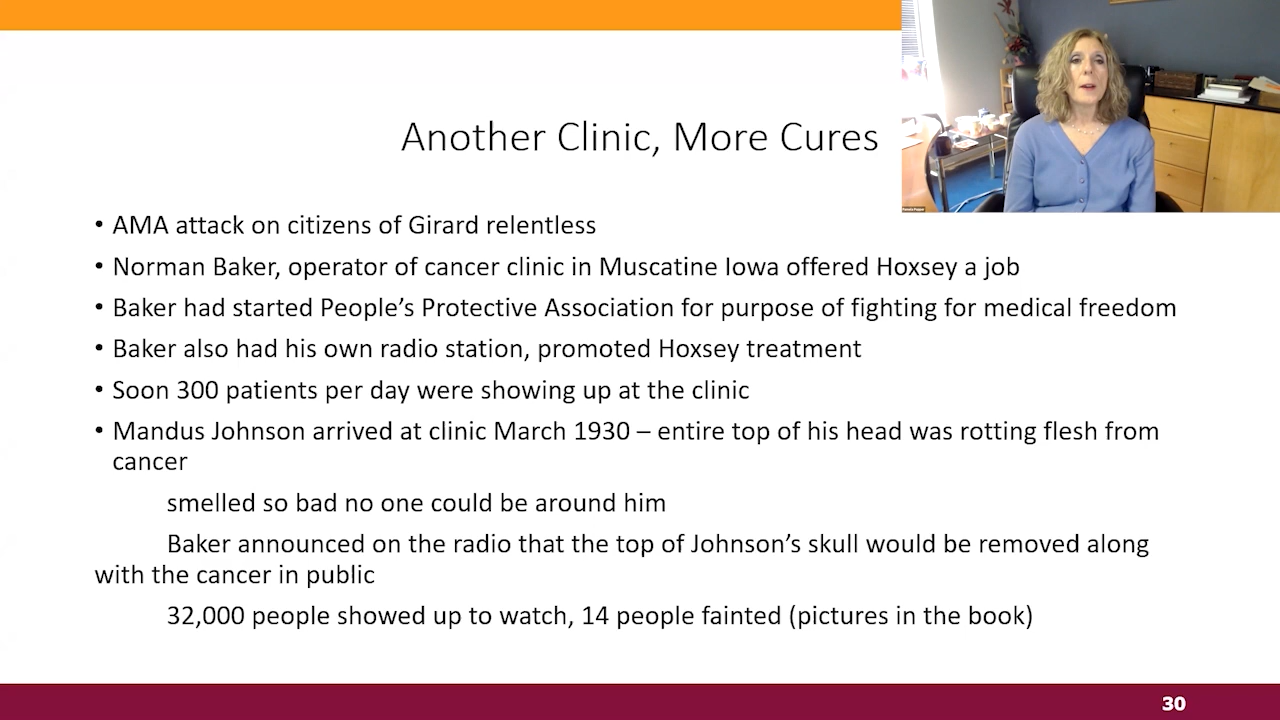 Another Clinic, More Cures
• AMA attack on citizens of Girard relentless
• Norman Baker, operator of cancer clinic in Muscatine Iowa offered Hoxsey a job
• Baker had started People’s Protective Association for purpose of fighting for medical freedom
• Baker also had his own radio station, promoted Hoxsey treatment
• Soon 300 patients per day were showing up at the clinic
• Mandus Johnson arrived at clinic March 1930 – entire top of his head was rotting flesh from
cancer
smelled so bad no one could be around him
Baker announced on the radio that the top of Johnson’s skull would be removed along
with the cancer in public
32,000 people showed up to watch, 14 people fainted (pictures in the book)
30